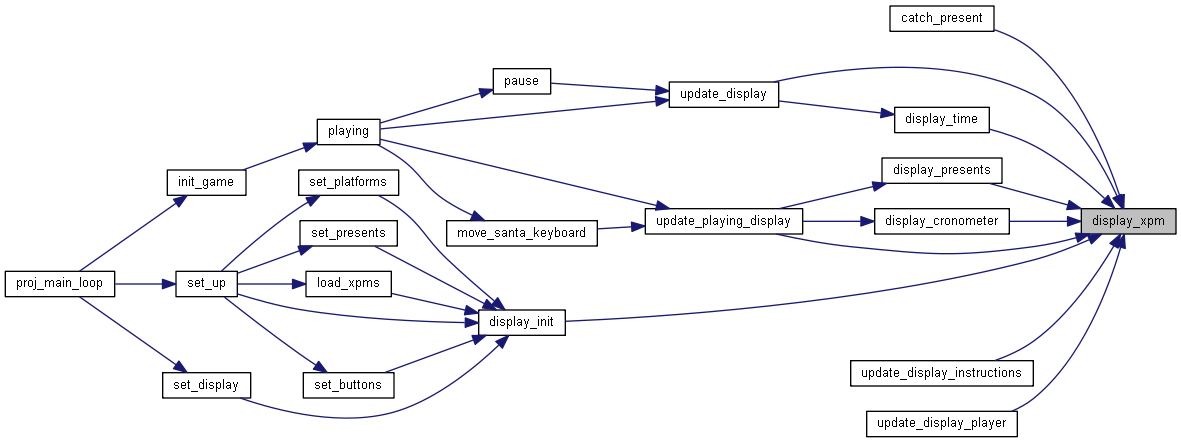 catch_present
pause
update_display
display_time
playing
display_presents
init_game
set_platforms
update_playing_display
display_cronometer
display_xpm
set_presents
move_santa_keyboard
proj_main_loop
set_up
load_xpms
display_init
set_display
set_buttons
update_display_instructions
update_display_player